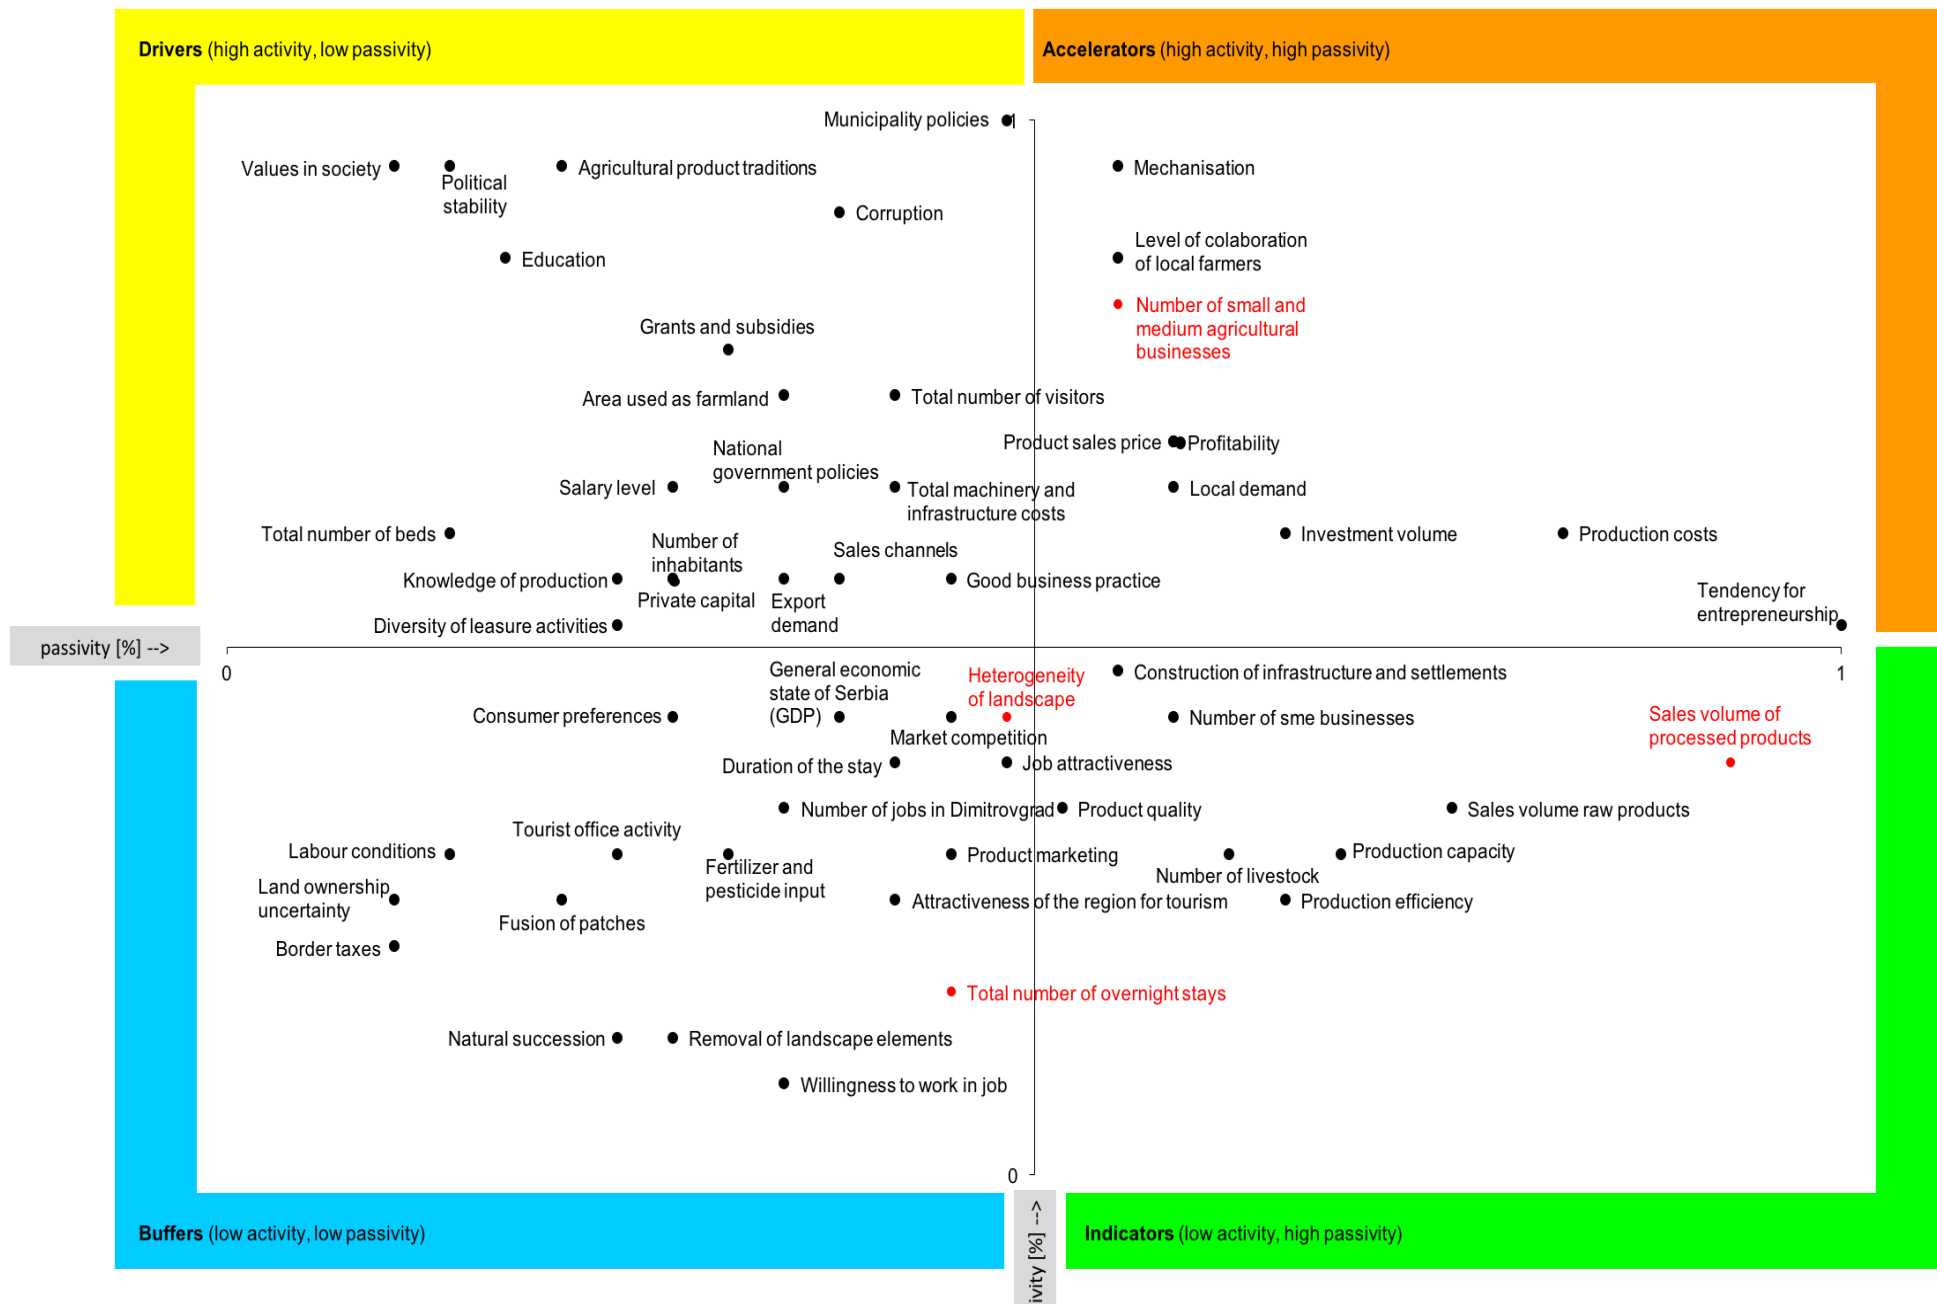 Drivers (high activity, low passivity)
Accelerators (high activity, high passivity)
Municipality policies
1
Values in society
Political
stability
Agricultural product traditions
Mechanisation
Corruption
Level of colaboration
of local farmers
Education
Number of small and
medium agricultural
businesses
Grants and subsidies
Area used as farmland
Total number of visitors
Product sales price
Profitability
National
government policies
Salary level
Total machinery and
infrastructure costs
Local demand
Total number of beds
Number of
inhabitants
Sales channels
Investment volume
Production costs
Knowledge of production
Private capital
Export
demand
Good business practice
Tendency for
entrepreneurship
Diversity of leasure activities
passivity [%] -->
0
1
General economic
state of Serbia
(GDP)
Heterogeneity
of landscape
Construction of infrastructure and settlements
Consumer preferences
Market competition
Number of sme businesses
Sales volume of
processed products
Duration of the stay
Job attractiveness
Number of jobs in Dimitrovgrad
Product quality
Sales volume raw products
Tourist office activity
Labour conditions
Fertilizer and
pesticide input
Product marketing
Number of livestock
Production capacity
Land ownership
uncertainty
Fusion of patches
Attractiveness of the region for tourism
Production efficiency
Border taxes
Total number of overnight stays
Natural succession
Removal of landscape elements
Willingness to work in job
0
ivity [%] -->
Buffers (low activity, low passivity)
Indicators (low activity, high passivity)